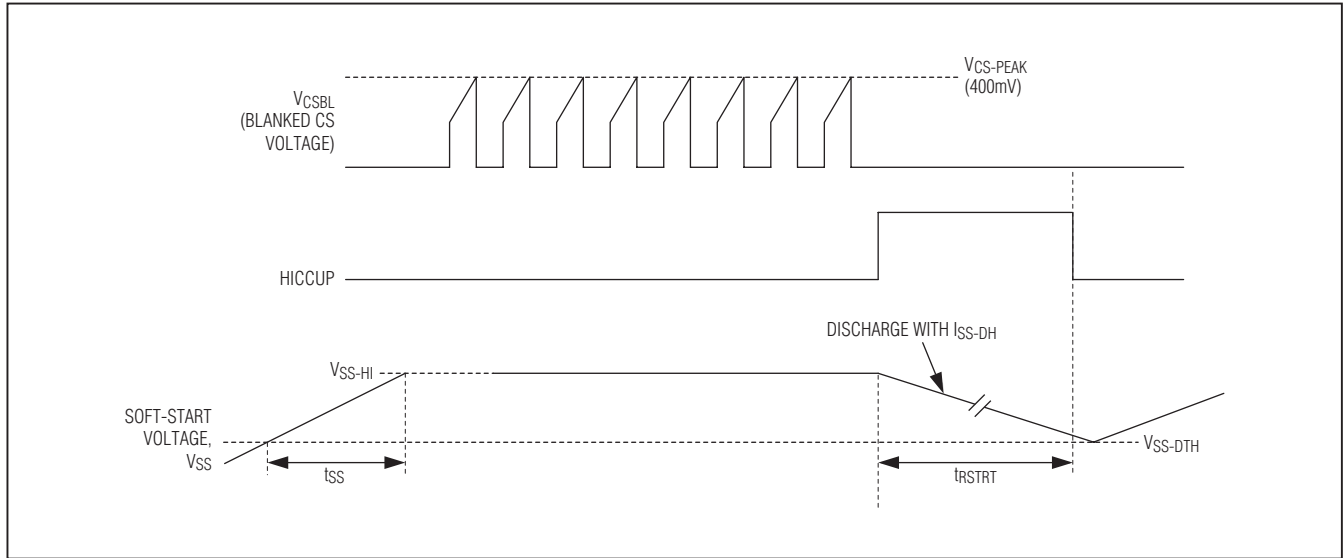 VCS-PEAK
(400mV)
VCSBL
(BLANKED CS
VOLTAGE)
HICCUP
DISCHARGE WITH ISS-DH
VSS-HI
SOFT-START
VOLTAGE,
VSS
VSS-DTH
tSS
tRSTRT